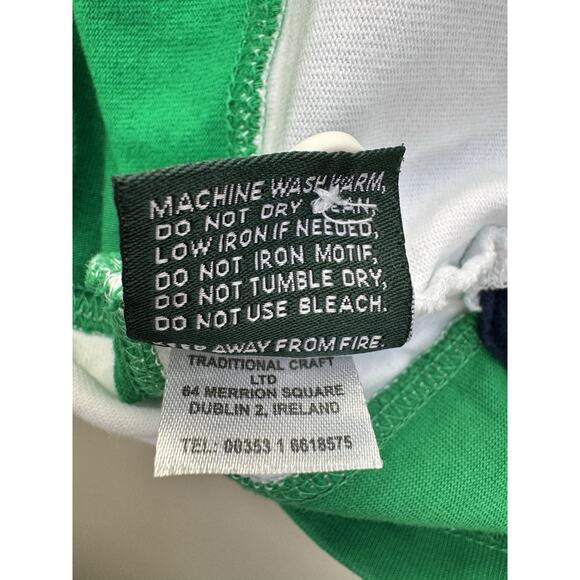 MACHINE WASH WARM,
DO NOT DRY CLEAN,
LOW IRON IF NEEDED,
DO NOT IRON MOTIF,
DO NOT TUMBLE DRY,
DO NOT USE BLEACH.
KEEP AWAY FROM FIRE.
TRADITIONAL CRAFT
LTD
64 MERRION SQUARE
DUBLIN 2, IRELAND
TEL: 00353 1 6618575